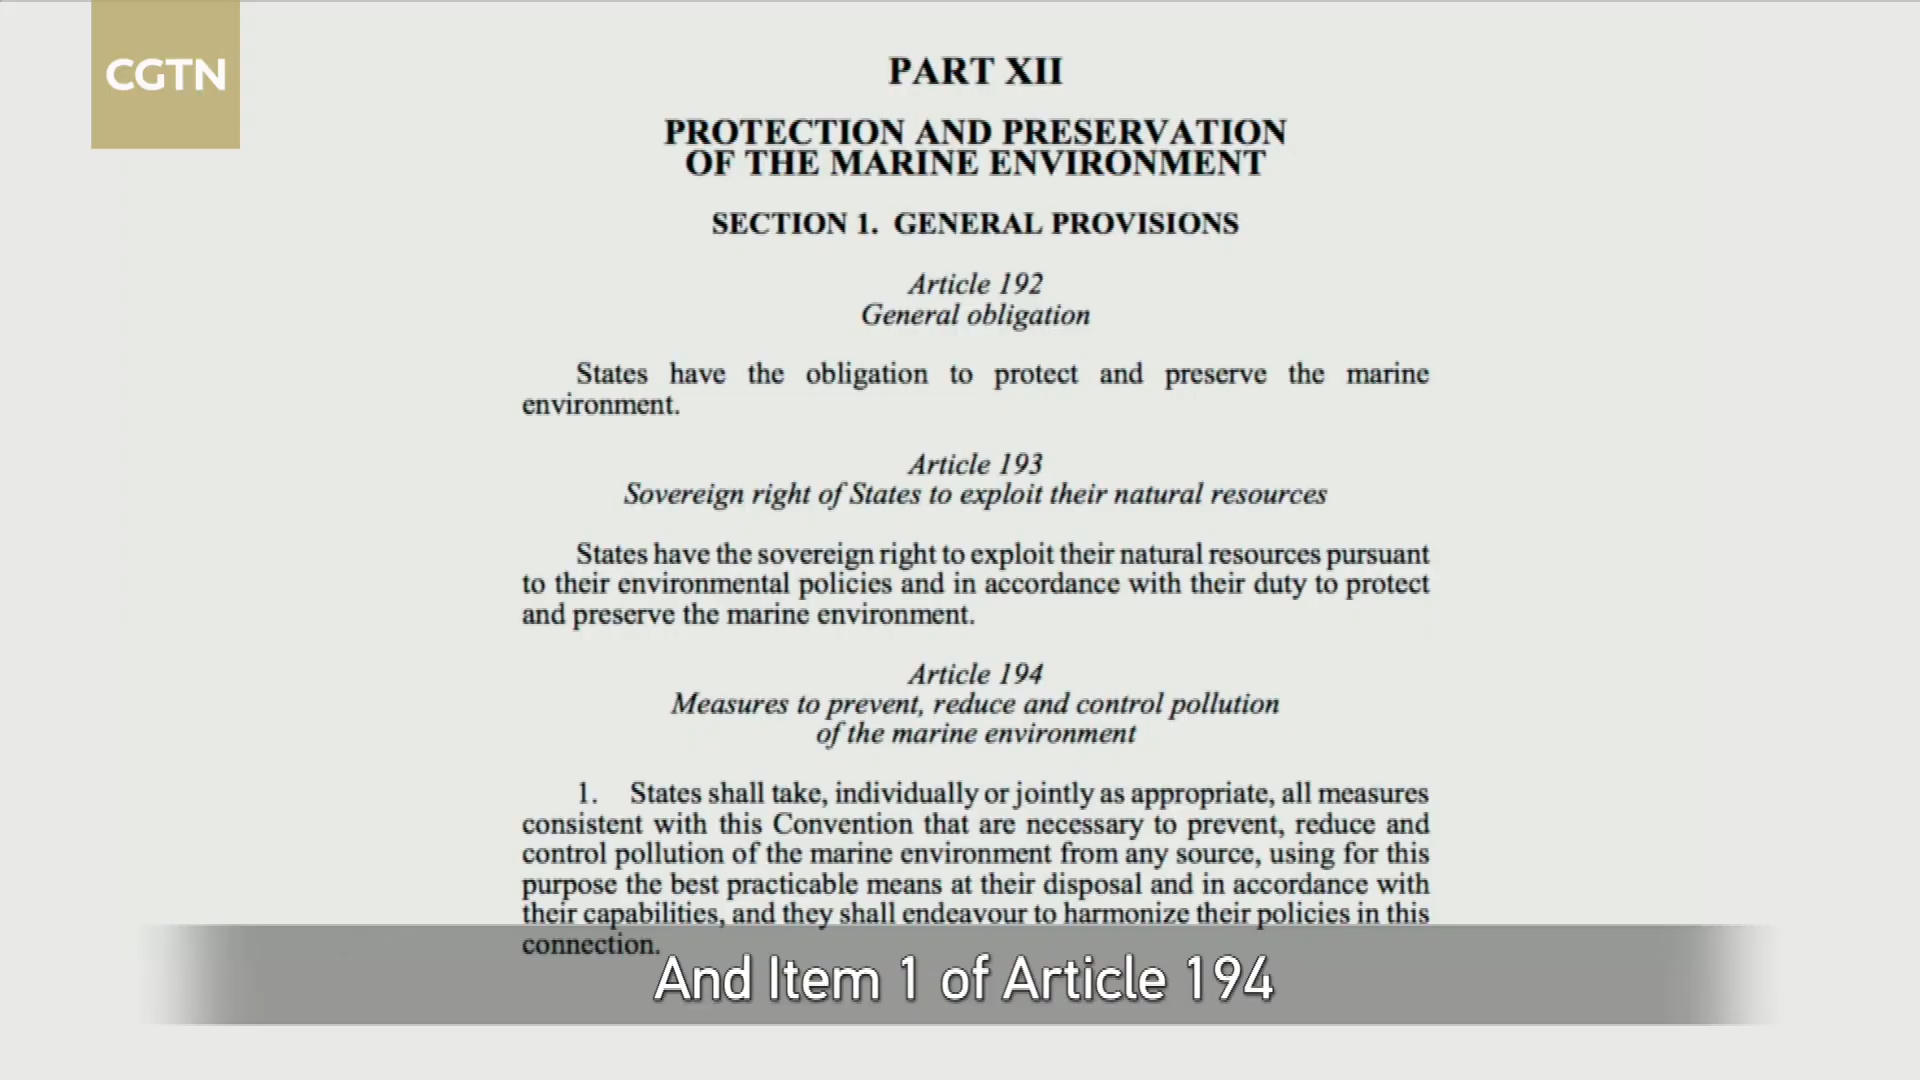 CGTN
PART XII
PROTECTION AND PRESERVATION
OF THE MARINE ENVIRONMENT
SECTION 1. GENERAL PROVISIONS
Article 192
General obligation
States have the obligation to protect and preserve the marine
environment.
Article 193
Sovereign right of States to exploit their natural resources
States have the sovereign right to exploit their natural resources pursuant
to their environmental policies and in accordance with their duty to protect
and preserve the marine environment.
Article 194
Measures to prevent, reduce and control pollution
of the marine environment
1. States shall take, individually or jointly as appropriate, all measures
consistent with this Convention that are necessary to prevent, reduce and
control pollution of the marine environment from any source, using for this
purpose the best practicable means at their disposal and in accordance with
their capabilities, and they shall endeavour to harmonize their policies in this
connection.
And Item 1 of Article 194